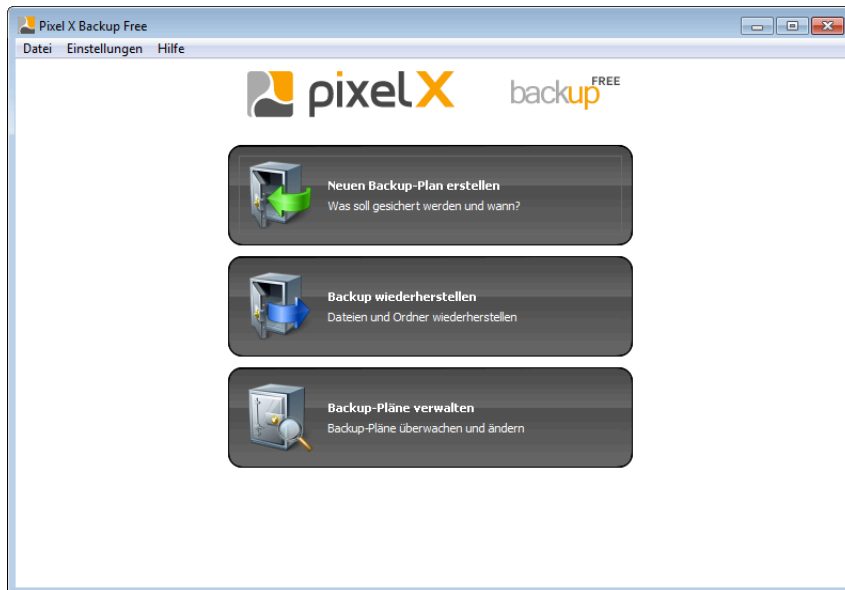 Pixel X Backup Free
Datei Einstellungen Hilfe
pixelX
backup FREE
Neuen Backup-Plan erstellen
Was soll gesichert werden und wann?
Backup wiederherstellen
Dateien und Ordner wiederherstellen
Backup-Pläne verwalten
Backup-Pläne überwachen und ändern